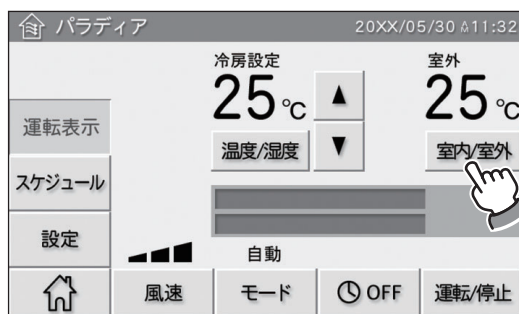 パラディア 20XX/05/30 11:32
冷房設定 室外
25℃ ▲ 25℃
運転表示
温度/湿度 ▼ 室内/室外
スケジュール
設定
自動
風速 モード OFF 運転/停止